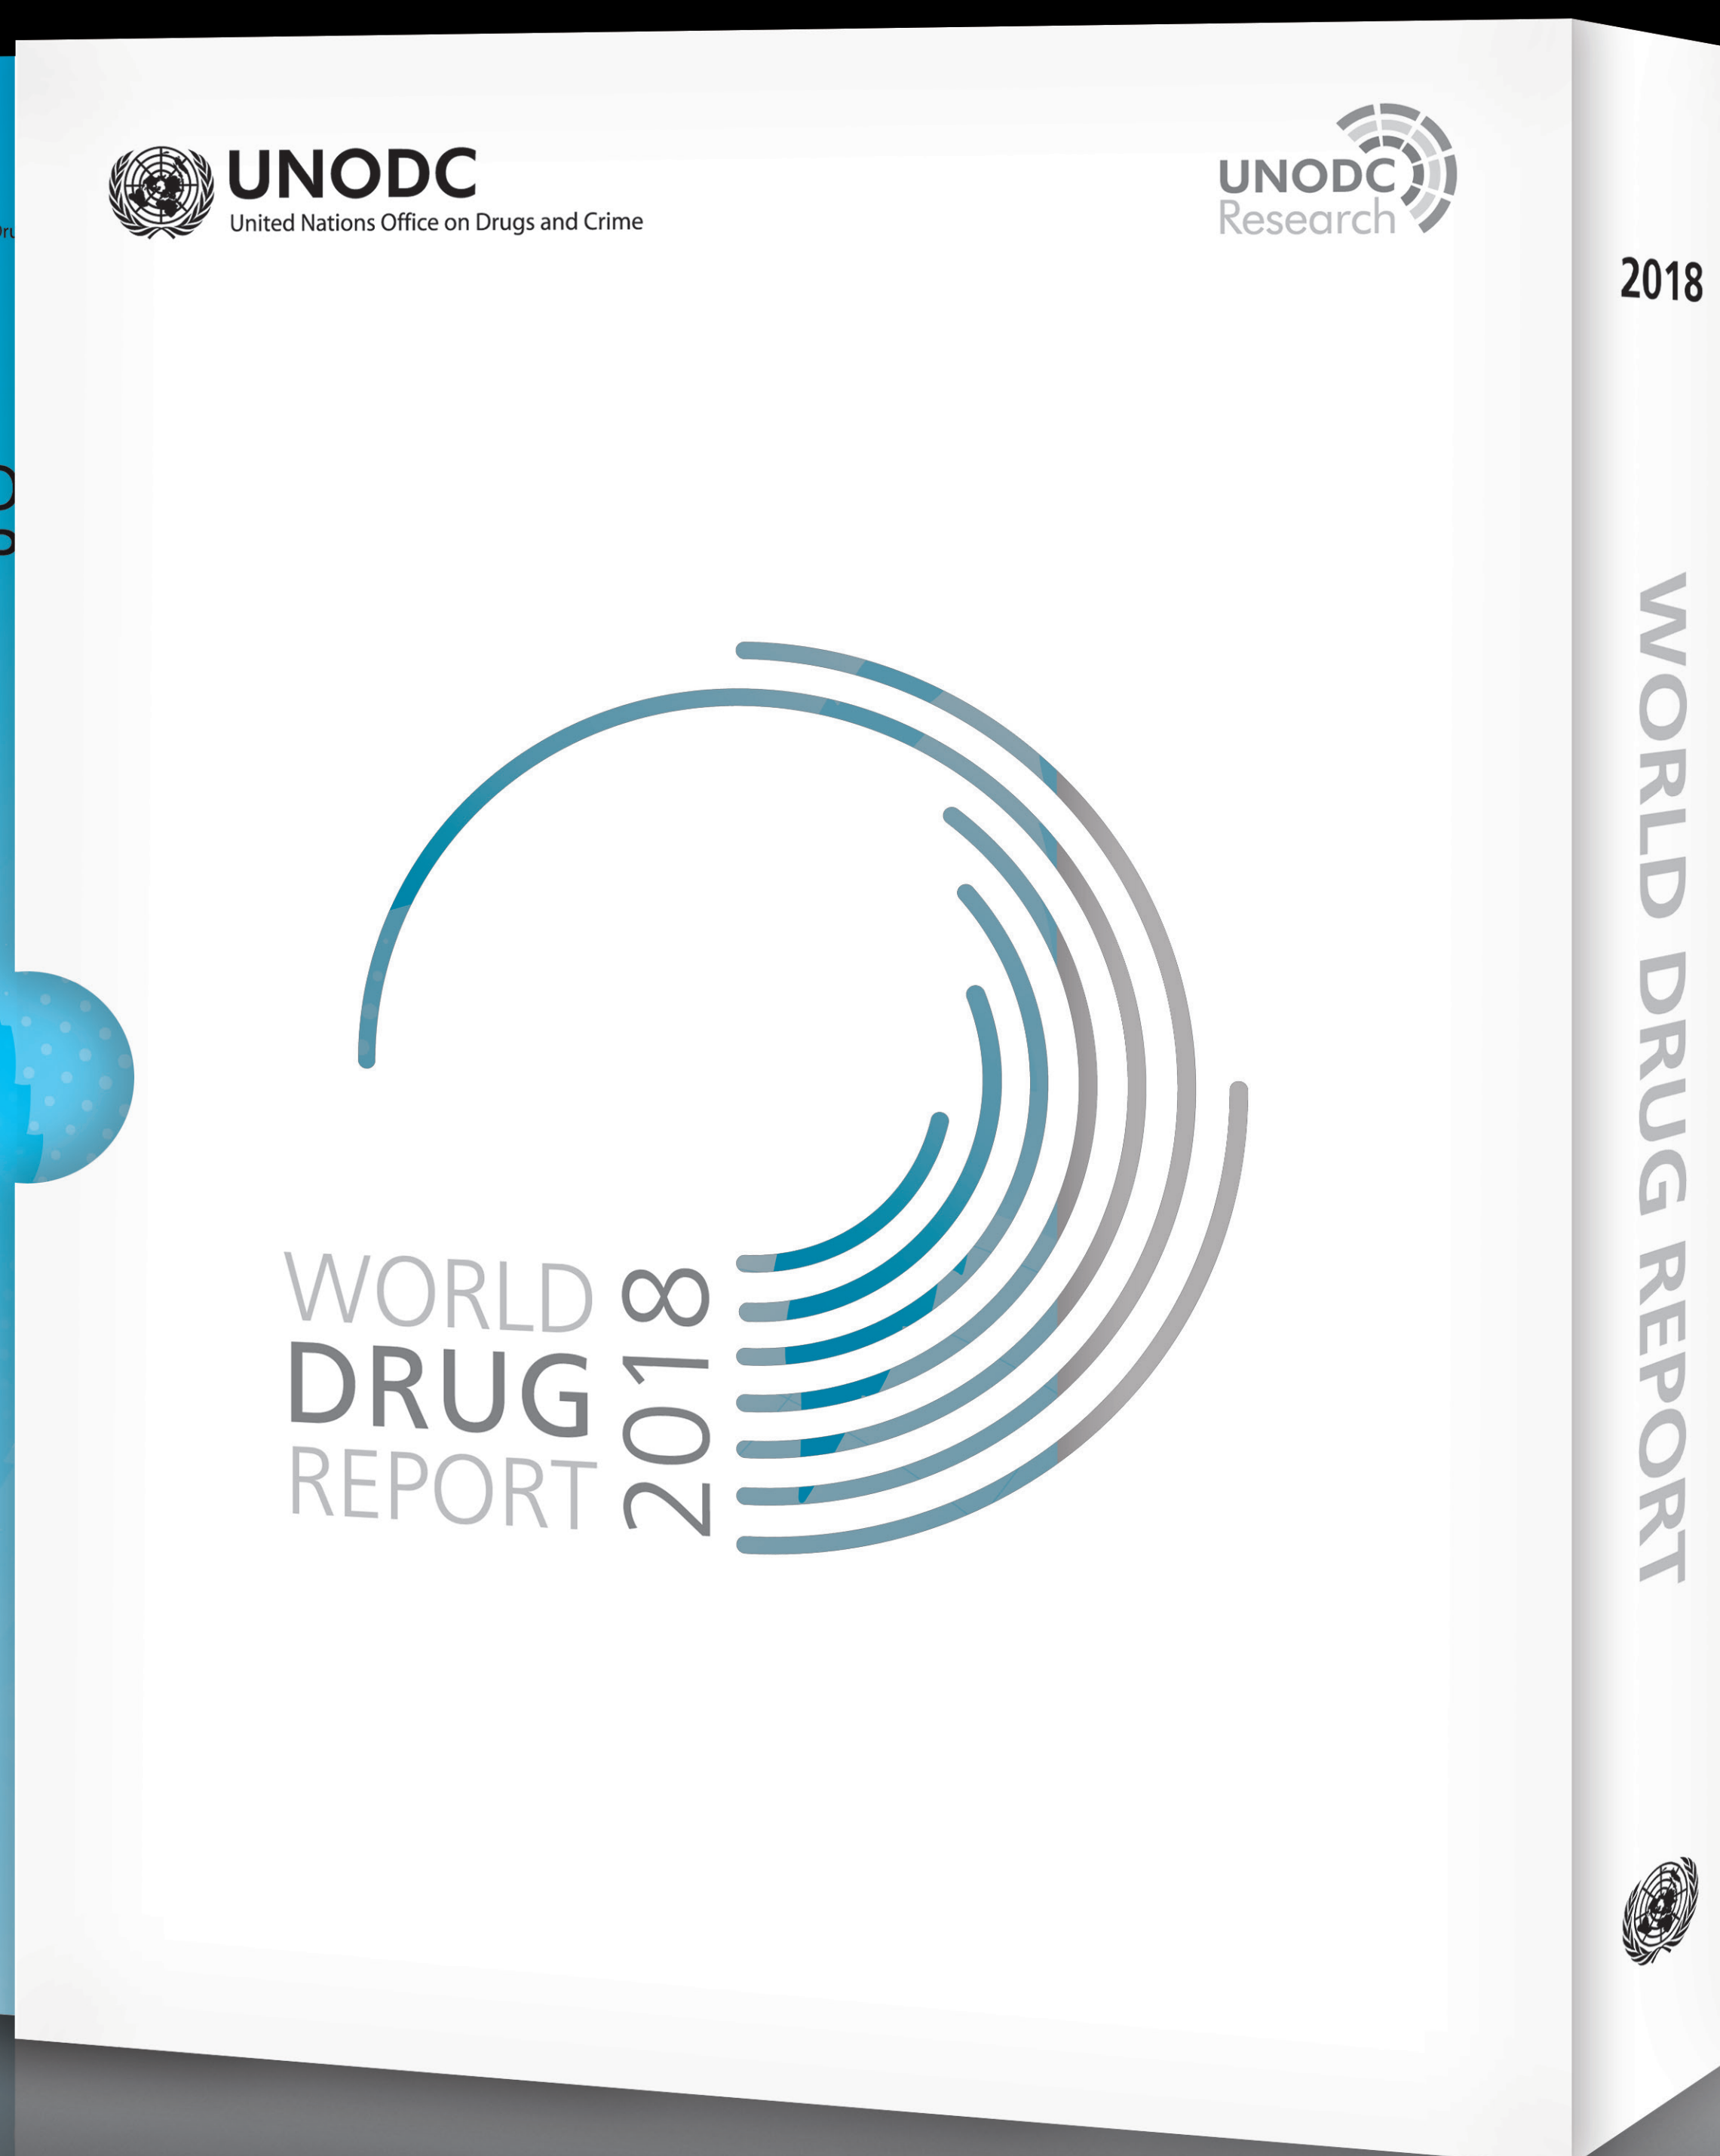 UNODC
United Nations Office on Drugs and Crime
UNODC
Research
WORLD
DRUG
REPORT
2018
2018
WORLD DRUG REPORT